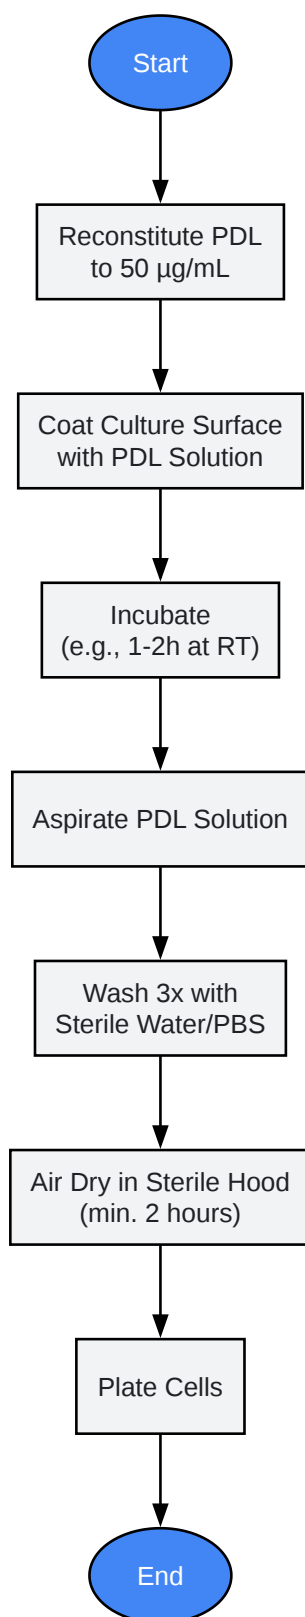 Start
Reconstitute PDL
to 50 µg/mL
Coat Culture Surface
with PDL Solution
Incubate
(e.g., 1-2h at RT)
Aspirate PDL Solution
Wash 3x with
Sterile Water/PBS
Air Dry in Sterile Hood
(min. 2 hours)
Plate Cells
End